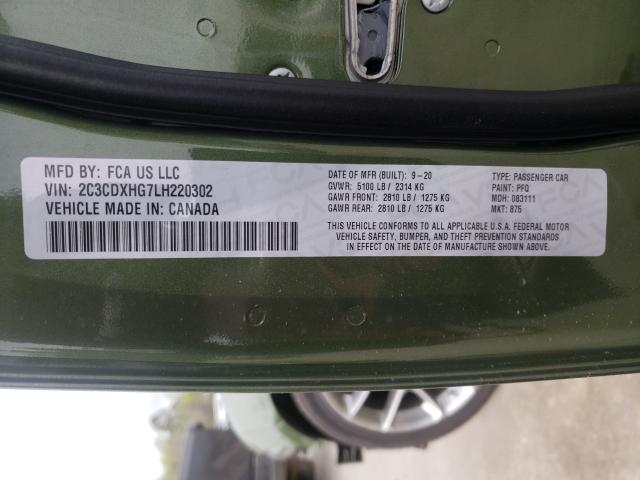 MFD BY: FCA US LLC
VIN: 2C3CDXHG7LH220302
VEHICLE MADE IN: CANADA
DATE OF MFR (BUILT): 9-20
GVWR: 5100 LB / 2314 KG
GAWR FRONT: 2810 LB / 1275 KG
GAWR REAR: 2810 LB / 1275 KG
TYPE: PASSENGER CAR
PAINT: PFQ
MDH: 083111
MKT: 875
THIS VEHICLE CONFORMS TO ALL APPLICABLE U.S.A. FEDERAL MOTOR
VEHICLE SAFETY, BUMPER, AND THEFT PREVENTION STANDARDS
IN EFFECT ON THE DATE OF MANUFACTURE SHOWN ABOVE.